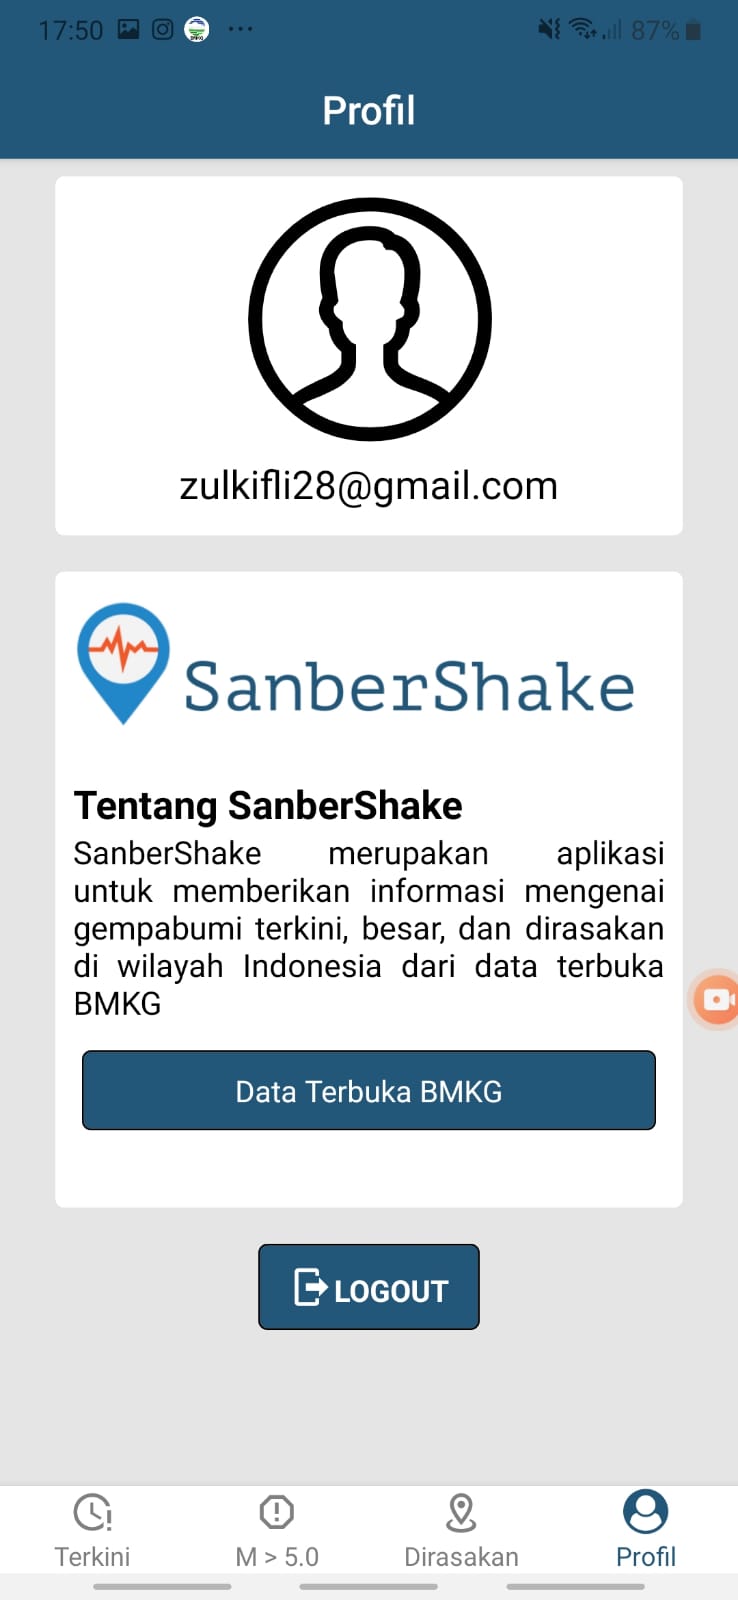 17:50 87%
Profil
zulkifli28@gmail.com
SanberShake
Tentang SanberShake
SanberShake merupakan aplikasi
untuk memberikan informasi mengenai
gempabumi terkini, besar, dan dirasakan
di wilayah Indonesia dari data terbuka
BMKG
Data Terbuka BMKG
LOGOUT
Terkini M > 5.0 Dirasakan Profil